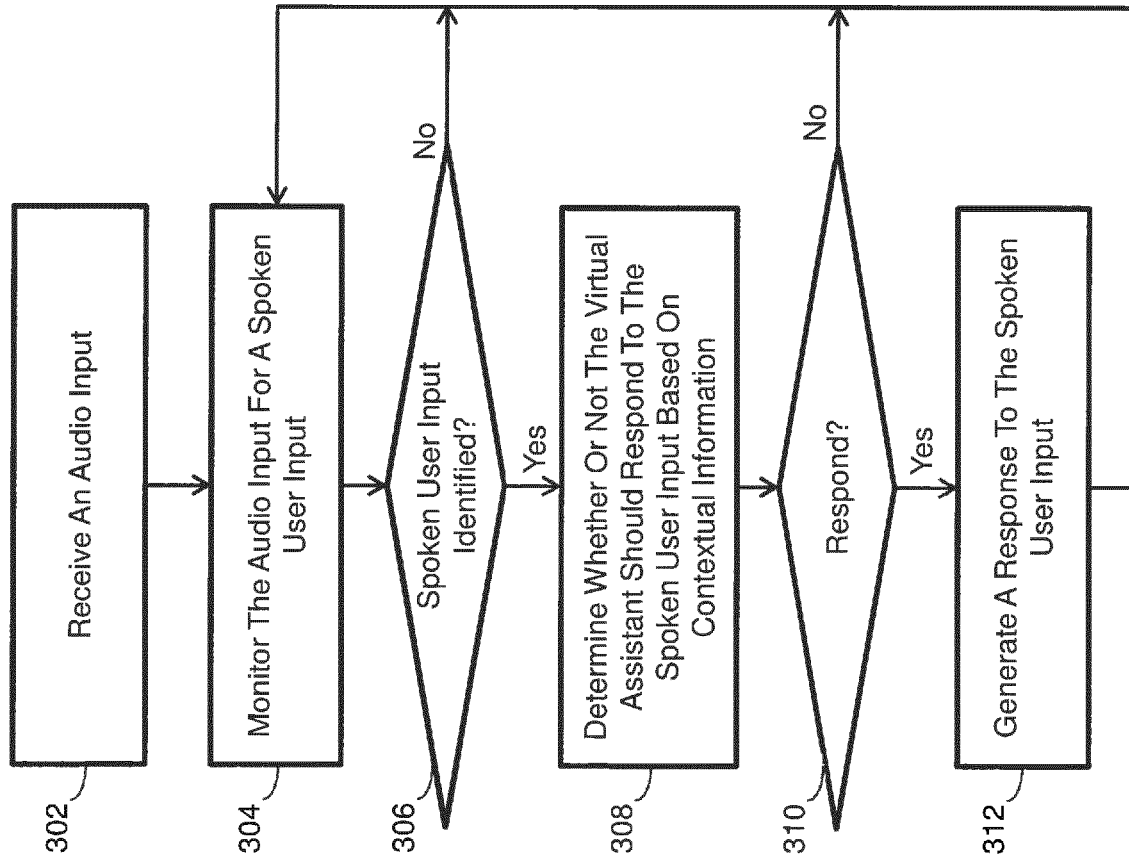 302
Receive An Audio Input
304
Monitor The Audio Input For A Spoken
User Input
306
Spoken User Input
Identified?
No
Yes
308
Determine Whether Or Not The Virtual
Assistant Should Respond To The
Spoken User Input Based On
Contextual Information
310
Respond?
No
Yes
312
Generate A Response To The Spoken
User Input